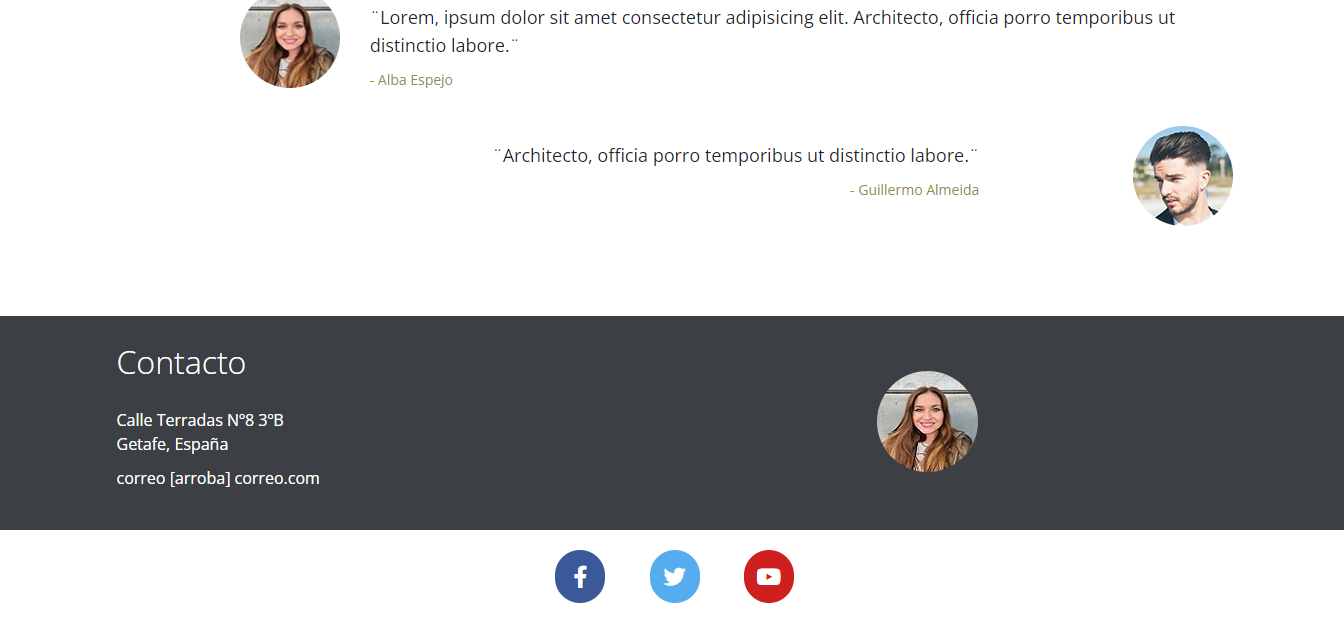 ¨Lorem, ipsum dolor sit amet consectetur adipisicing elit. Architecto, officia porro temporibus ut
distinctio labore.¨
- Alba Espejo
¨Architecto, officia porro temporibus ut distinctio labore.¨
- Guillermo Almeida
Contacto
Calle Terradas Nº8 3ºB
Getafe, España
correo [arroba] correo.com